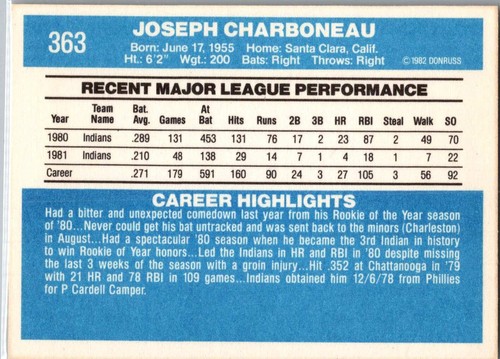 363
JOSEPH CHARBONEAU
Born: June 17, 1955 Home: Santa Clara, Calif.
Ht.: 6'2" Wgt.: 200 Bats: Right Throws: Right
© 1982 DONRUSS
RECENT MAJOR LEAGUE PERFORMANCE
Year Team Name Bat. Avg. Games At Bat Hits Runs 2B 3B HR RBI Steal Walk SO
1980 Indians .289 131 453 131 76 17 2 23 87 2 49 70
1981 Indians .210 48 138 29 14 7 1 4 18 1 7 22
Career .271 179 591 160 90 24 3 27 105 3 56 92
CAREER HIGHLIGHTS
Had a bitter and unexpected comedown last year from his Rookie of the Year season
of '80...Never could get his bat untracked and was sent back to the minors (Charleston)
in August...Had a spectacular '80 season when he became the 3rd Indian in history
to win Rookie of Year honors...Led the Indians in HR and RBI in '80 despite missing
the last 3 weeks of the season with a groin injury...Hit .352 at Chattanooga in '79
with 21 HR and 78 RBI in 109 games...Indians obtained him 12/6/78 from Phillies
for P Cardell Camper.